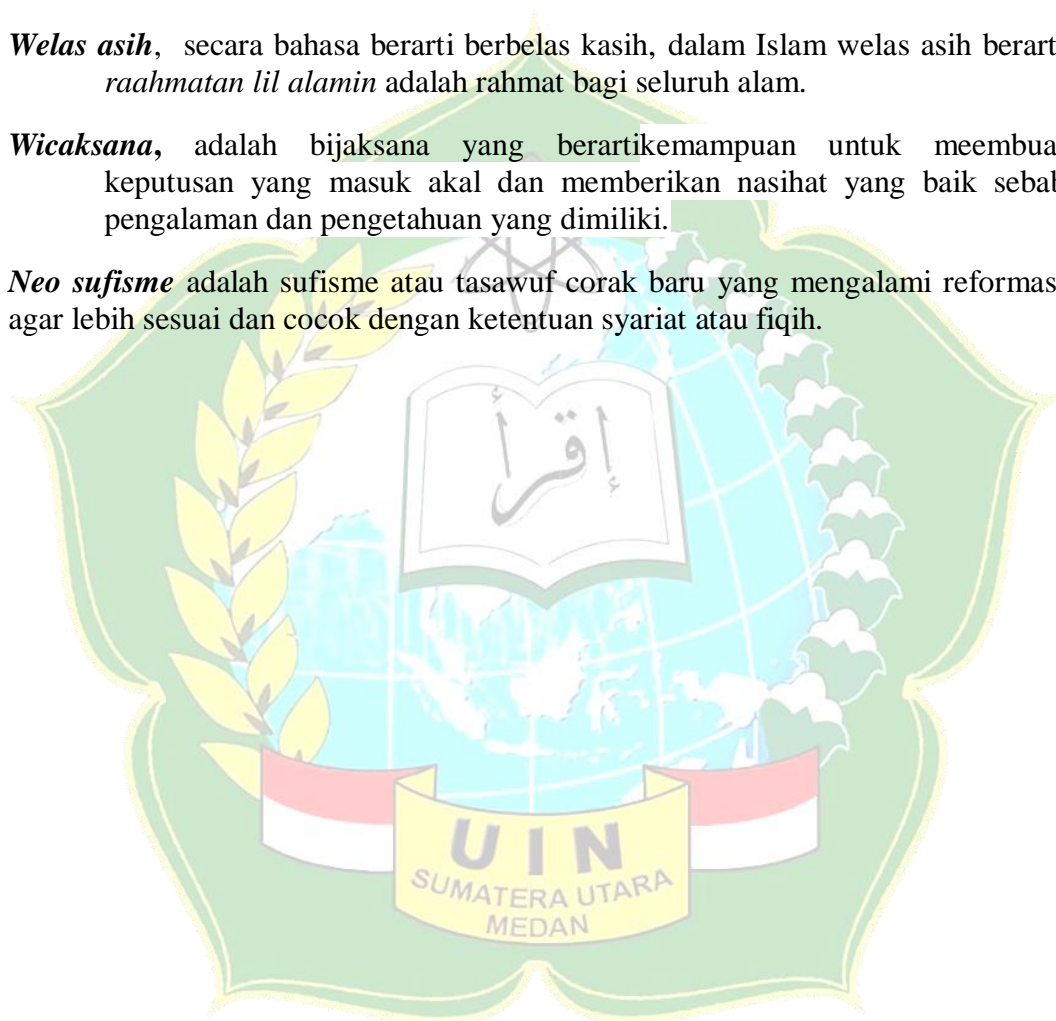 Welas asih, secara bahasa berarti berbelas kasih, dalam Islam welas asih berart
raahmatan lil alamin adalah rahmat bagi seluruh alam.
Wicaksana, adalah bijaksana yang berartikemampuan untuk meembua
keputusan yang masuk akal dan memberikan nasihat yang baik sebab
pengalaman dan pengetahuan yang dimiliki.
Neo sufisme adalah sufisme atau tasawuf corak baru yang mengalami reformas
agar lebih sesuai dan cocok dengan ketentuan syariat atau fiqih.
إقرأ
UIN
SUMATERA UTARA
MEDAN